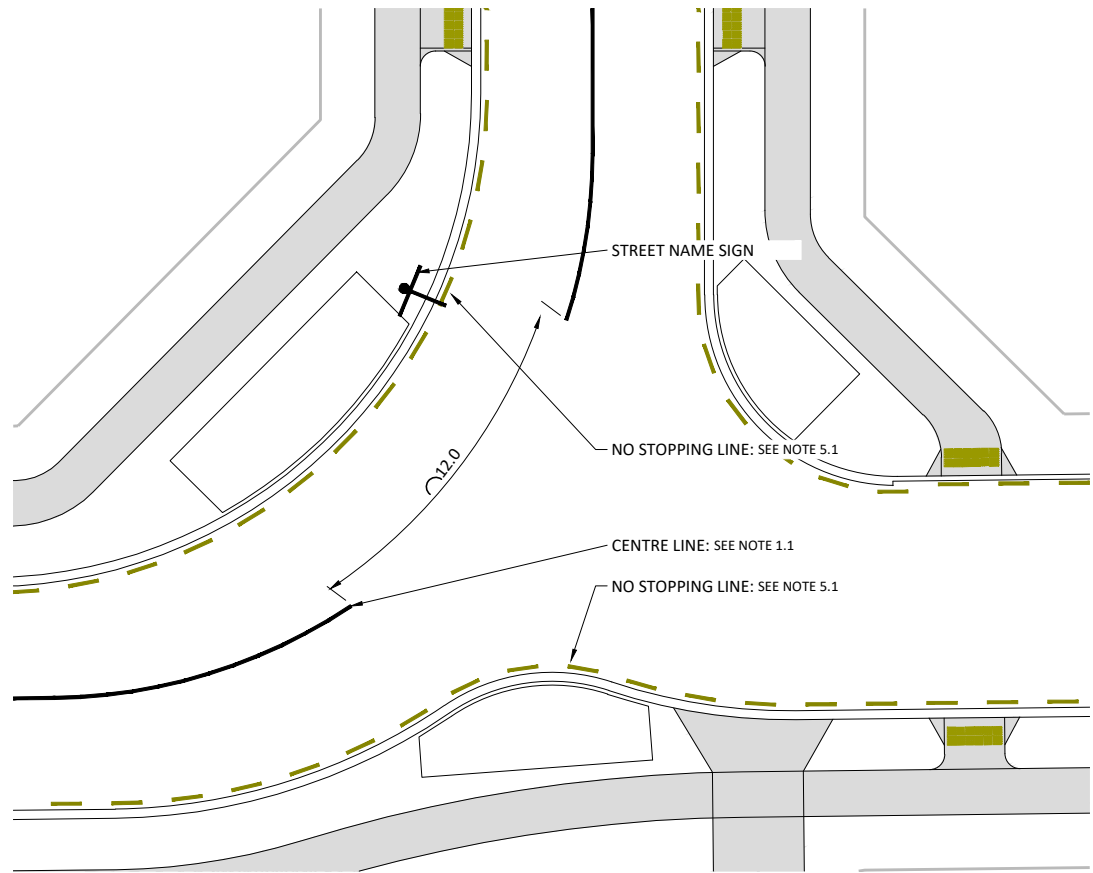 STREET NAME SIGN
NO STOPPING LINE: SEE NOTE 5.1
12.0
CENTRE LINE: SEE NOTE 1.1
NO STOPPING LINE: SEE NOTE 5.1